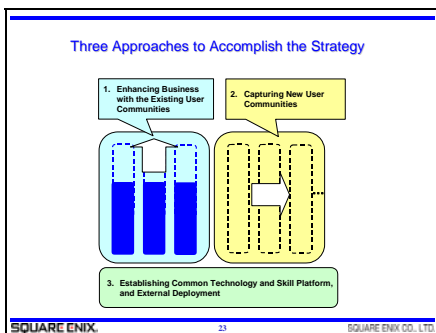 Three Approaches to Accomplish the Strategy
1. Enhancing Business
with the Existing User
Communities
2. Capturing New User
Communities
3. Establishing Common Technology and Skill Platform,
and External Deployment
SQUARE ENIX.
23
SQUARE ENIX CO., LTD.